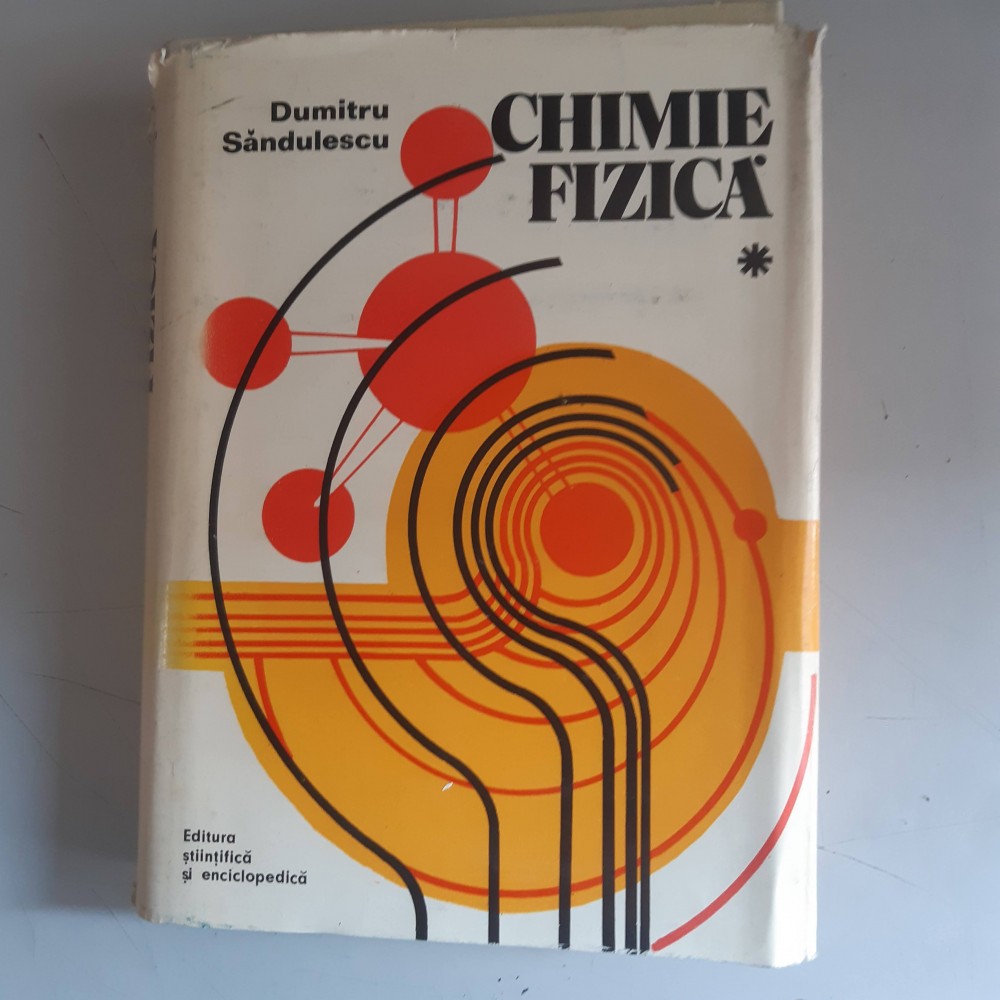 Dumitru
Săndulescu
CHIMIE
FIZICĂ
*
Editura
științifică
și enciclopedică